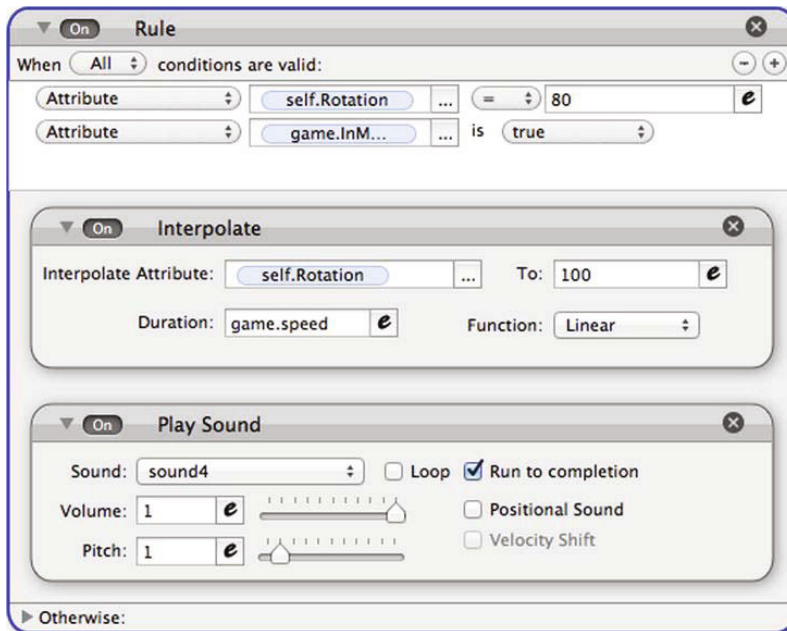 On Rule
When All conditions are valid:
Attribute self.Rotation ... = 80 e
Attribute game.InM... ... is true
On Interpolate
Interpolate Attribute: self.Rotation ... To: 100 e
Duration: game.speed e Function: Linear
On Play Sound
Sound: sound4 Loop Run to completion
Volume: 1 e Positional Sound
Pitch: 1 e Velocity Shift
Otherwise: